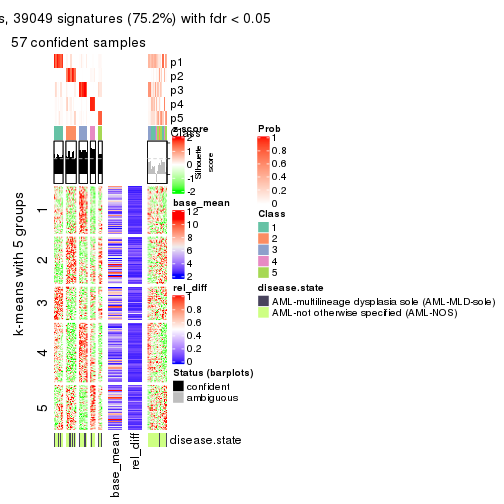 s, 39049 signatures (75.2%) with fdr < 0.05
57 confident samples
p1
p2
p3
p4
p5
Class
Silhouette
score
k-means with 5 groups
1
2
3
4
5
base_mean
rel_diff
disease.state
z-score
2
1
0
-1
-2
base_mean
12
10
8
6
4
2
rel_diff
1
0.8
0.6
0.4
0.2
0
Status (barplots)
confident
ambiguous
Prob
1
0.8
0.6
0.4
0.2
0
Class
1
2
3
4
5
disease.state
AML-multilineage dysplasia sole (AML-MLD-sole)
AML-not otherwise specified (AML-NOS)